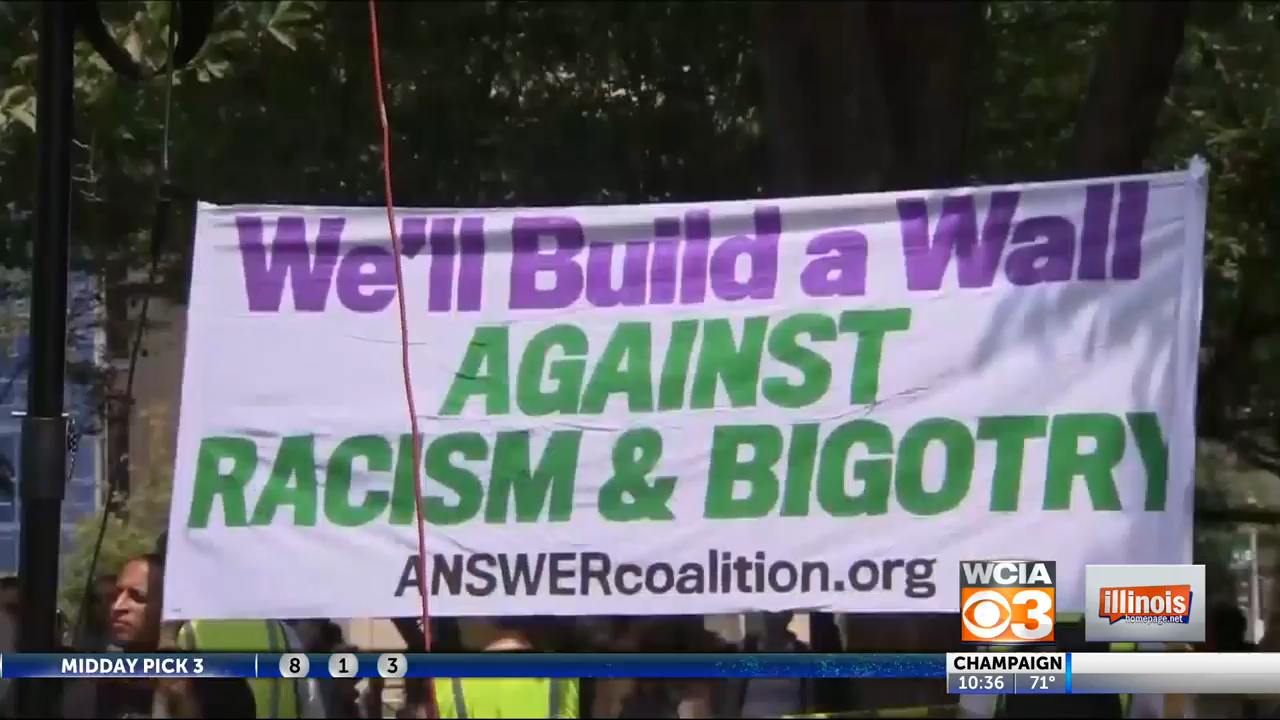 We'll Build a Wall
AGAINST
RACISM & BIGOTRY
ANSWERcoalition.org
WCIA
3
illinois
homepage.net
MIDDAY PICK 3 8 1 3
CHAMPAIGN
10:36 71°